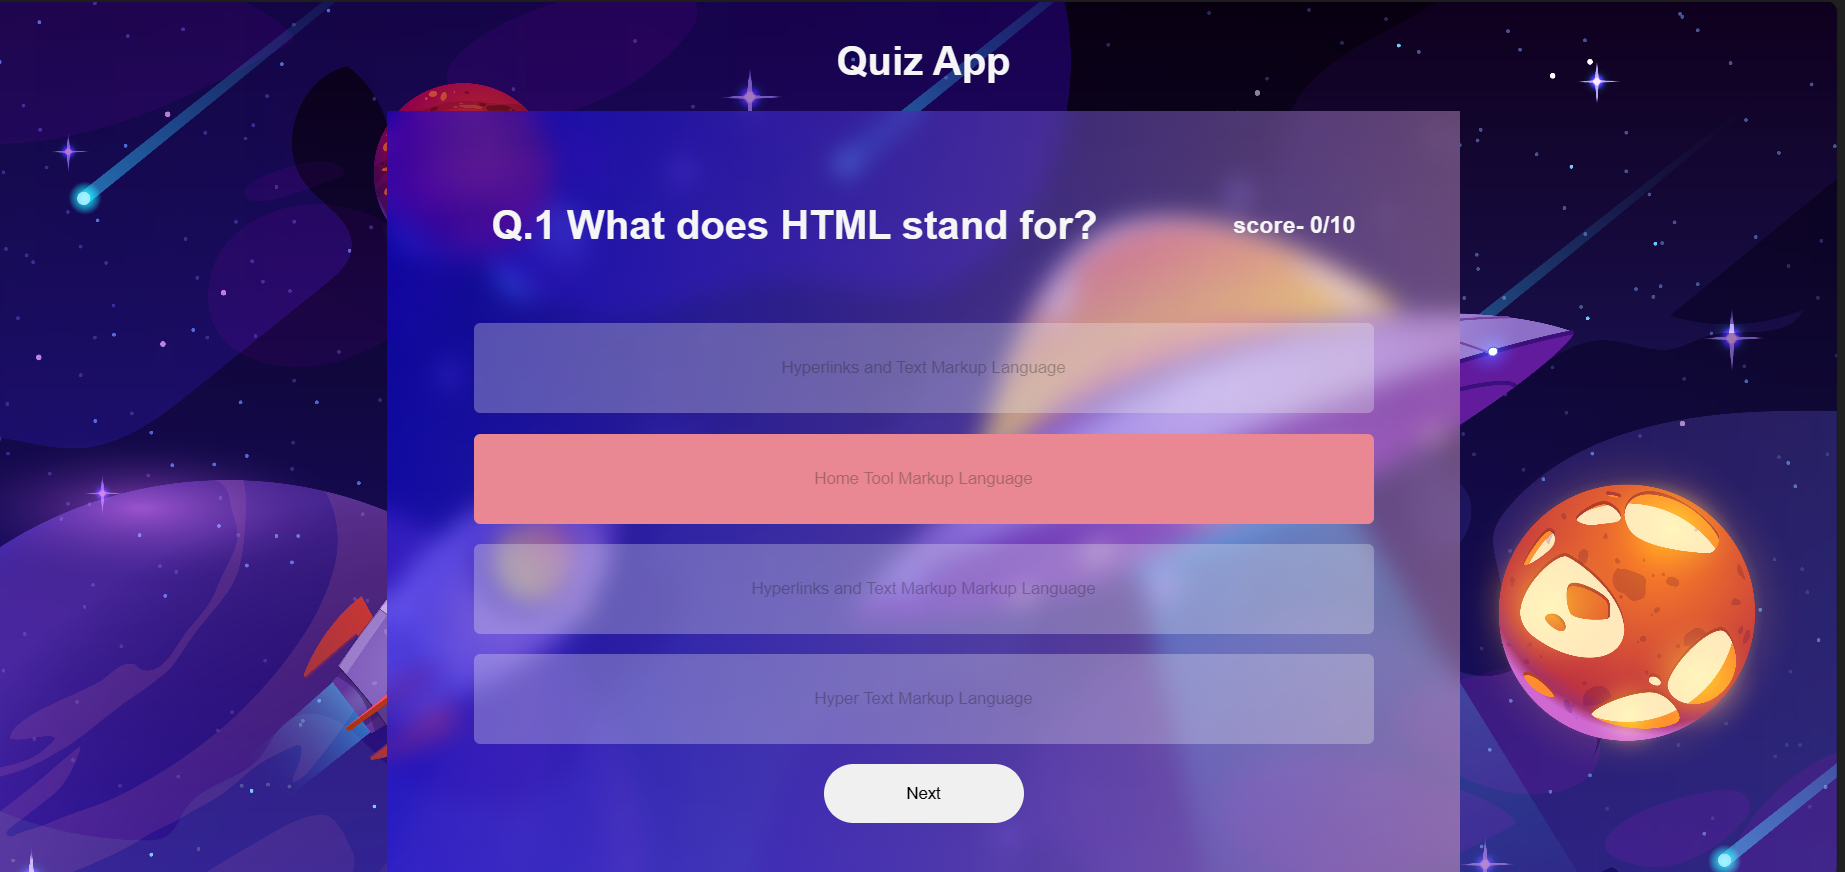 Quiz App
Q.1 What does HTML stand for?
score- 0/10
Hyperlinks and Text Markup Language
Home Tool Markup Language
Hyperlinks and Text Markup Markup Language
Hyper Text Markup Language
Next